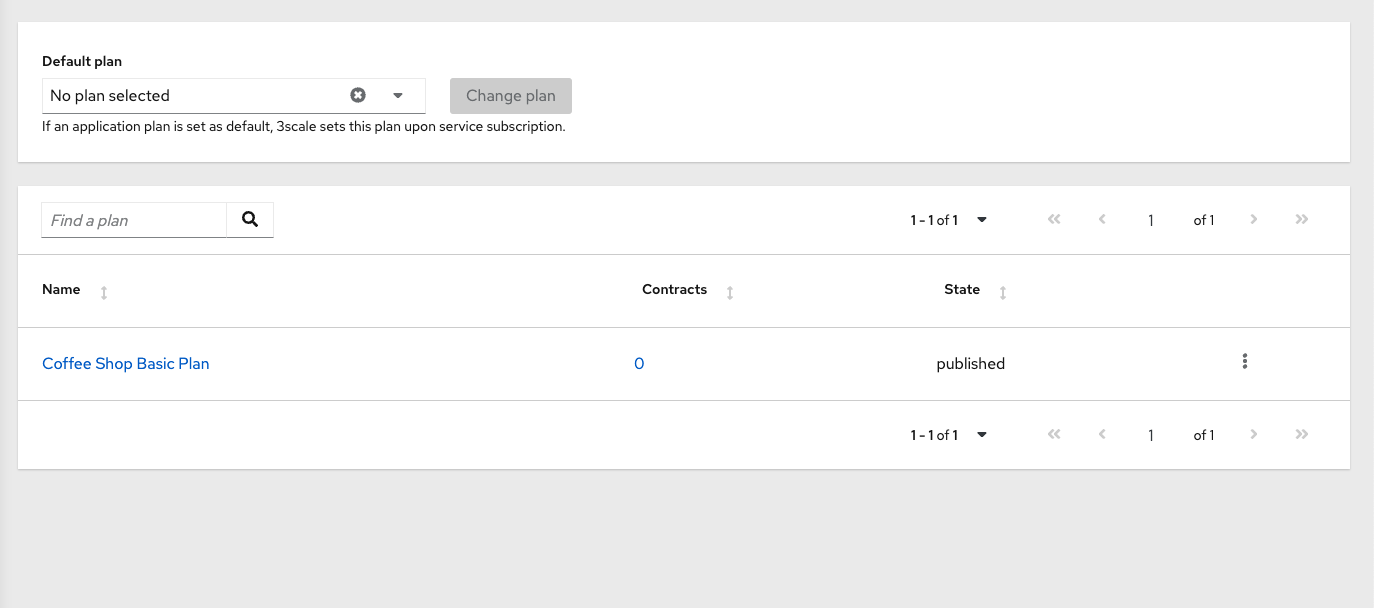 Default plan
No plan selected
Change plan
If an application plan is set as default, 3scale sets this plan upon service subscription.
Find a plan
1 - 1 of 1
1 of 1
Name Contracts State
Coffee Shop Basic Plan 0 published
1 - 1 of 1
1 of 1